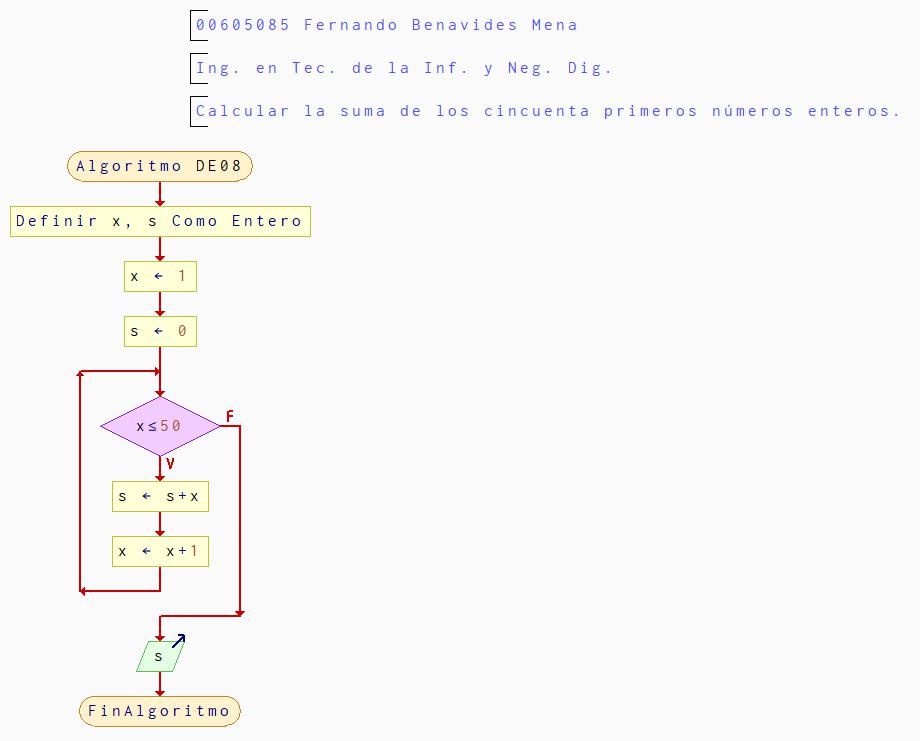 00605085 Fernando Benavides Mena
Ing. en Tec. de la Inf. y Neg. Dig.
Calcular la suma de los cincuenta primeros números enteros.
Algoritmo DE08
Definir x, s Como Entero
x ← 1
s ← 0
x≤50
F
V
s ← s+x
x ← x+1
s
FinAlgoritmo